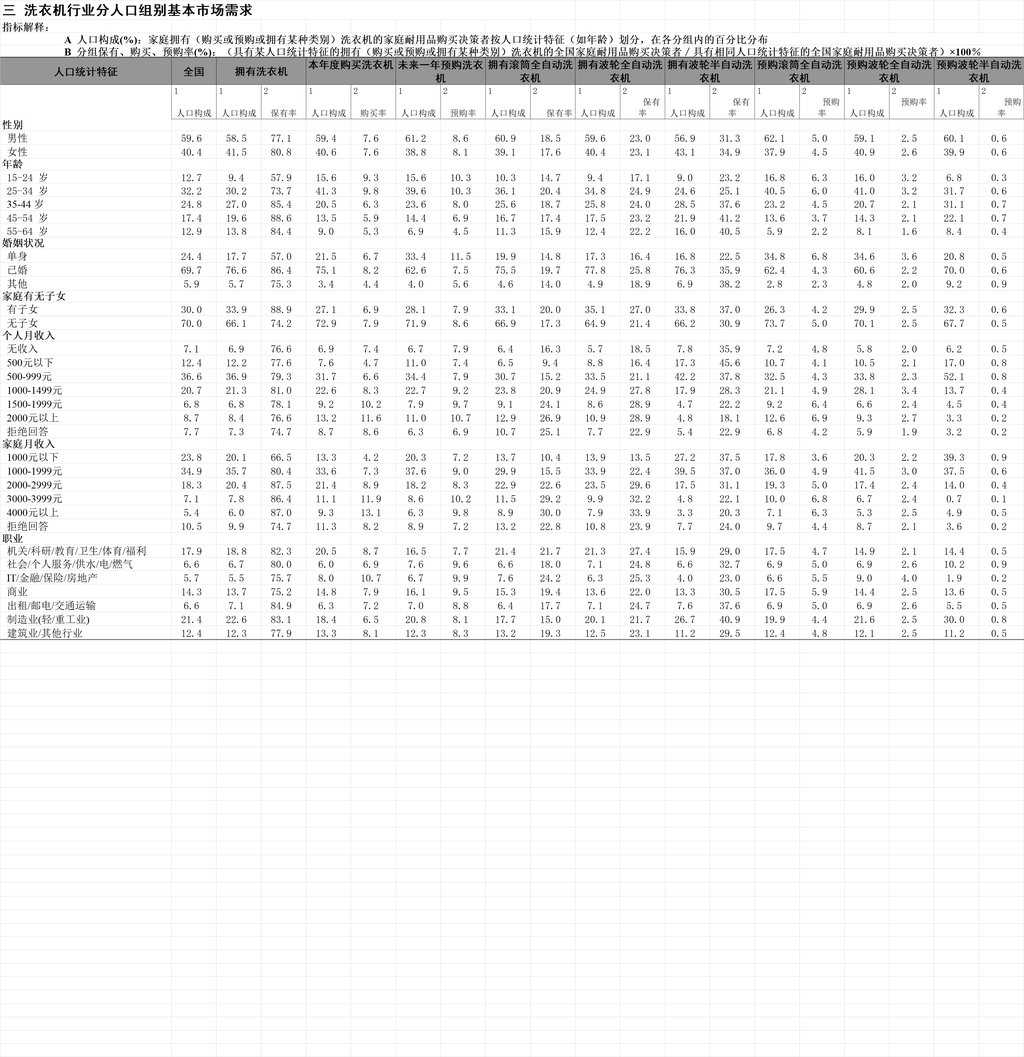 三 洗衣机行业分人口组别基本市场需求
指标解释：
A 人口构成(%)：家庭拥有（购买或预购或拥有某种类别）洗衣机的家庭耐用品购买决策者按人口统计特征（如年龄）划分，在各分组内的百分比分布
B 分组保有、购买、预购率(%)：（具有某人口统计特征的拥有（购买或预购或拥有某种类别）洗衣机的全国家庭耐用品购买决策者 / 具有相同人口统计特征的全国家庭耐用品购买决策者）×100%
人口统计特征 全国 拥有洗衣机 本年度购买洗衣机 未来一年预购洗衣机 拥有滚筒全自动洗衣机 拥有波轮全自动洗衣机 拥有波轮半自动洗衣机 预购滚筒全自动洗衣机 预购波轮全自动洗衣机 预购波轮半自动洗衣机
1 1 2 1 2 1 2 1 2 1 2 1 2 1 2 1 2 1 2
人口构成 人口构成 保有率 人口构成 购买率 人口构成 预购率 人口构成 保有率 人口构成 保有率 人口构成 保有率 人口构成 预购率 人口构成 预购率 人口构成 预购率
性别
男性 59.6 58.5 77.1 59.4 7.6 61.2 8.6 60.9 18.5 59.6 23.0 56.9 31.3 62.1 5.0 59.1 2.5 60.1 0.6
女性 40.4 41.5 80.8 40.6 7.6 38.8 8.1 39.1 17.6 40.4 23.1 43.1 34.9 37.9 4.5 40.9 2.6 39.9 0.6
年龄
15-24 岁 12.7 9.4 57.9 15.6 9.3 15.6 10.3 10.3 14.7 9.4 17.1 9.0 23.2 16.8 6.3 16.0 3.2 6.8 0.3
25-34 岁 32.2 30.2 73.7 41.3 9.8 39.6 10.3 36.1 20.4 34.8 24.9 24.6 25.1 40.5 6.0 41.0 3.2 31.7 0.6
35-44 岁 24.8 27.0 85.4 20.5 6.3 23.6 8.0 25.6 18.7 25.8 24.0 28.5 37.6 23.2 4.5 20.7 2.1 31.1 0.7
45-54 岁 17.4 19.6 88.6 13.5 5.9 14.4 6.9 16.7 17.4 17.5 23.2 21.9 41.2 13.6 3.7 14.3 2.1 22.1 0.7
55-64 岁 12.9 13.8 84.4 9.0 5.3 6.9 4.5 11.3 15.9 12.4 22.2 16.0 40.5 5.9 2.2 8.1 1.6 8.4 0.4
婚姻状况
单身 24.4 17.7 57.0 21.5 6.7 33.4 11.5 19.9 14.8 17.3 16.4 16.8 22.5 34.8 6.8 34.6 3.6 20.8 0.5
已婚 69.7 76.6 86.4 75.1 8.2 62.6 7.5 75.5 19.7 77.8 25.8 76.3 35.9 62.4 4.3 60.6 2.2 70.0 0.6
其他 5.9 5.7 75.3 3.4 4.4 4.0 5.6 4.6 14.0 4.9 18.9 6.9 38.2 2.8 2.3 4.8 2.0 9.2 0.9
家庭有无子女
有子女 30.0 33.9 88.9 27.1 6.9 28.1 7.9 33.1 20.0 35.1 27.0 33.8 37.0 26.3 4.2 29.9 2.5 32.3 0.6
无子女 70.0 66.1 74.2 72.9 7.9 71.9 8.6 66.9 17.3 64.9 21.4 66.2 30.9 73.7 5.0 70.1 2.5 67.7 0.5
个人月收入
无收入 7.1 6.9 76.6 6.9 7.4 6.7 7.9 6.4 16.3 5.7 18.5 7.8 35.9 7.2 4.8 5.8 2.0 6.2 0.5
500元以下 12.4 12.2 77.6 7.6 4.7 11.0 7.4 6.5 9.4 8.8 16.4 17.3 45.6 10.7 4.1 10.5 2.1 17.0 0.8
500-999元 36.6 36.9 79.3 31.7 6.6 34.4 7.9 30.7 15.2 33.5 21.1 42.2 37.8 32.5 4.3 33.8 2.3 52.1 0.8
1000-1499元 20.7 21.3 81.0 22.6 8.3 22.7 9.2 23.8 20.9 24.9 27.8 17.9 28.3 21.1 4.9 28.1 3.4 13.7 0.4
1500-1999元 6.8 6.8 78.1 9.2 10.2 7.9 9.7 9.1 24.1 8.6 28.9 4.7 22.2 9.2 6.4 6.6 2.4 4.5 0.4
2000元以上 8.7 8.4 76.6 13.2 11.6 11.0 10.7 12.9 26.9 10.9 28.9 4.8 18.1 12.6 6.9 9.3 2.7 3.3 0.2
拒绝回答 7.7 7.3 74.7 8.7 8.6 6.3 6.9 10.7 25.1 7.7 22.9 5.4 22.9 6.8 4.2 5.9 1.9 3.2 0.2
家庭月收入
1000元以下 23.8 20.1 66.5 13.3 4.2 20.3 7.2 13.7 10.4 13.9 13.5 27.2 37.5 17.8 3.6 20.3 2.2 39.3 0.9
1000-1999元 34.9 35.7 80.4 33.6 7.3 37.6 9.0 29.9 15.5 33.9 22.4 39.5 37.0 36.0 4.9 41.5 3.0 37.5 0.6
2000-2999元 18.3 20.4 87.5 21.4 8.9 18.2 8.3 22.9 22.6 23.5 29.6 17.5 31.1 19.3 5.0 17.4 2.4 14.0 0.4
3000-3999元 7.1 7.8 86.4 11.1 11.9 8.6 10.2 11.5 29.2 9.9 32.2 4.8 22.1 10.0 6.8 6.7 2.4 0.7 0.1
4000元以上 5.4 6.0 87.0 9.3 13.1 6.3 9.8 8.9 30.0 7.9 33.9 3.3 20.3 7.1 6.3 5.3 2.5 4.9 0.5
拒绝回答 10.5 9.9 74.7 11.3 8.2 8.9 7.2 13.2 22.8 10.8 23.9 7.7 24.0 9.7 4.4 8.7 2.1 3.6 0.2
职业
机关/科研/教育/卫生/体育/福利 17.9 18.8 82.3 20.5 8.7 16.5 7.7 21.4 21.7 21.3 27.4 15.9 29.0 17.5 4.7 14.9 2.1 14.4 0.5
社会/个人服务/供水/电/燃气 6.6 6.7 80.0 6.0 6.9 7.6 9.6 6.6 18.0 7.1 24.8 6.6 32.7 6.9 5.0 6.9 2.6 10.2 0.9
IT/金融/保险/房地产 5.7 5.5 75.7 8.0 10.7 6.7 9.9 7.6 24.2 6.3 25.3 4.0 23.0 6.6 5.5 9.0 4.0 1.9 0.2
商业 14.3 13.7 75.2 14.8 7.9 16.1 9.5 15.3 19.4 13.6 22.0 13.3 30.5 17.5 5.9 14.4 2.5 13.6 0.5
出租/邮电/交通运输 6.6 7.1 84.9 6.3 7.2 7.0 8.8 6.4 17.7 7.1 24.7 7.6 37.6 6.9 5.0 6.9 2.6 5.5 0.5
制造业(轻/重工业) 21.4 22.6 83.1 18.4 6.5 20.8 8.1 17.7 15.0 20.1 21.7 26.7 40.9 19.9 4.4 21.6 2.5 30.0 0.8
建筑业/其他行业 12.4 12.3 77.9 13.3 8.1 12.3 8.3 13.2 19.3 12.5 23.1 11.2 29.5 12.4 4.8 12.1 2.5 11.2 0.5